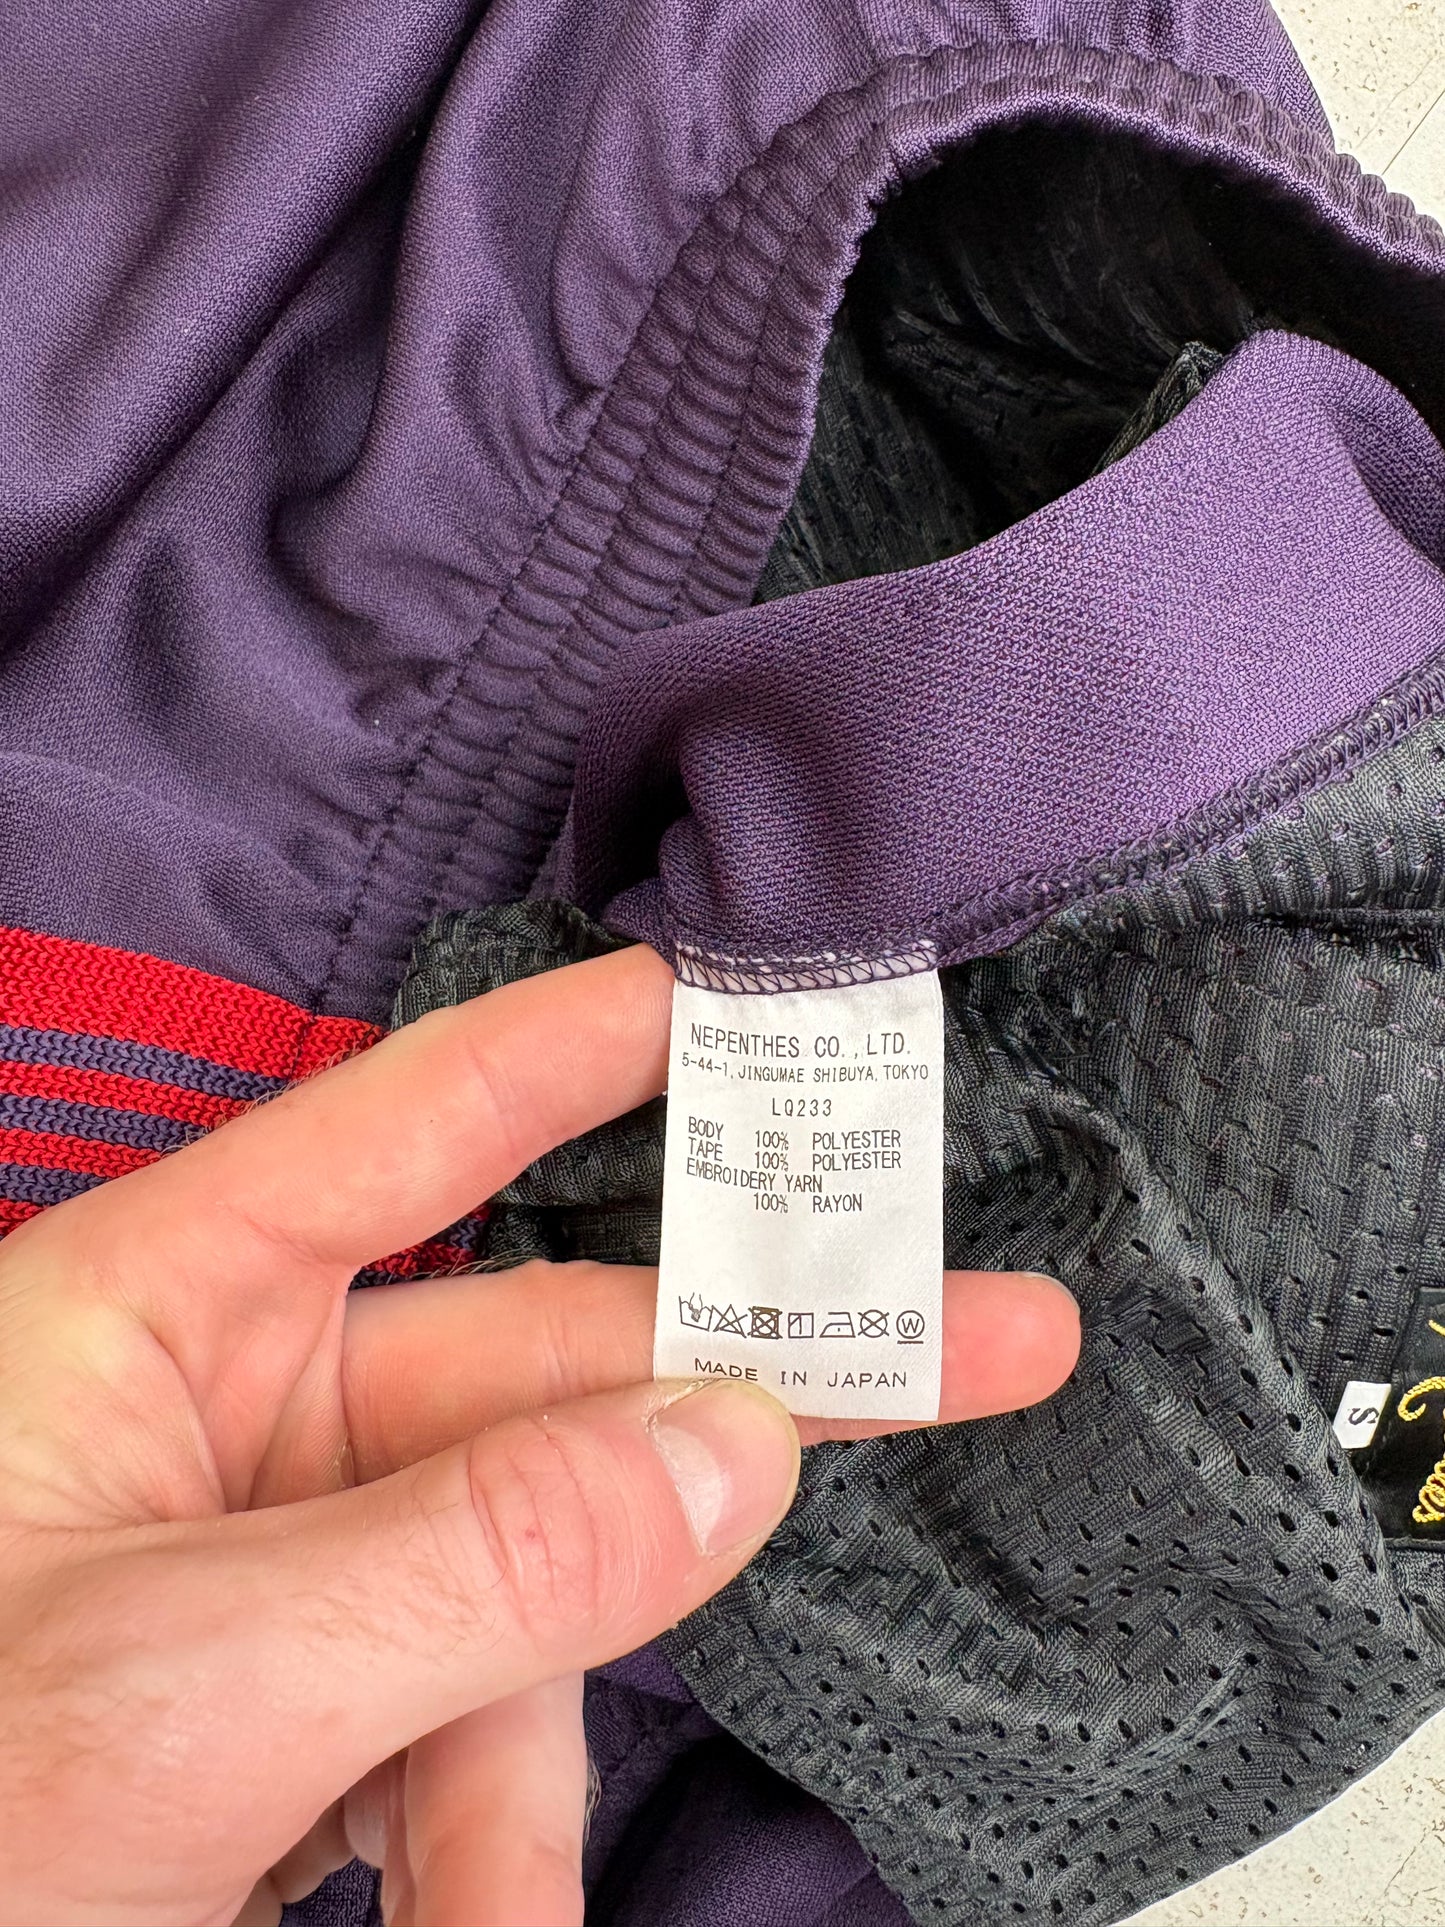 NEPENTHES CO.,LTD.
5-44-1, JINGUMAE SHIBUYA, TOKYO
LQ233
BODY 100% POLYESTER
TAPE 100% POLYESTER
EMBROIDERY YARN
100% RAYON
W
MADE IN JAPAN
S